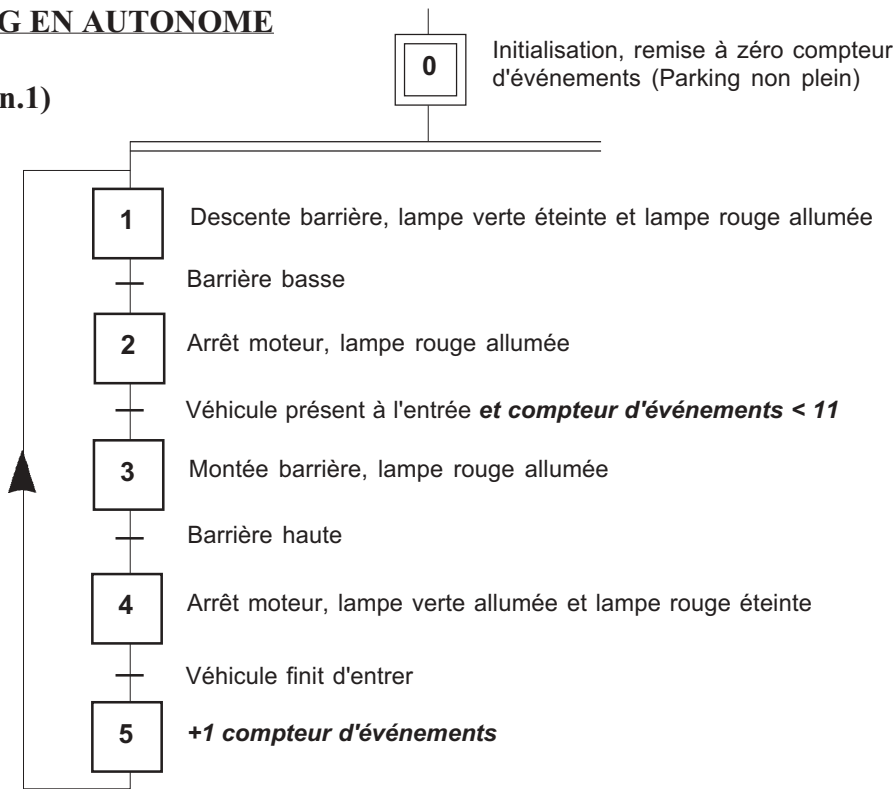 G EN AUTONOME
n.1)
0
Initialisation, remise à zéro compteur
d'événements (Parking non plein)
1
Descente barrière, lampe verte éteinte et lampe rouge allumée
Barrière basse
2
Arrêt moteur, lampe rouge allumée
Véhicule présent à l'entrée et compteur d'événements < 11
3
Montée barrière, lampe rouge allumée
Barrière haute
4
Arrêt moteur, lampe verte allumée et lampe rouge éteinte
Véhicule finit d'entrer
5
+1 compteur d'événements